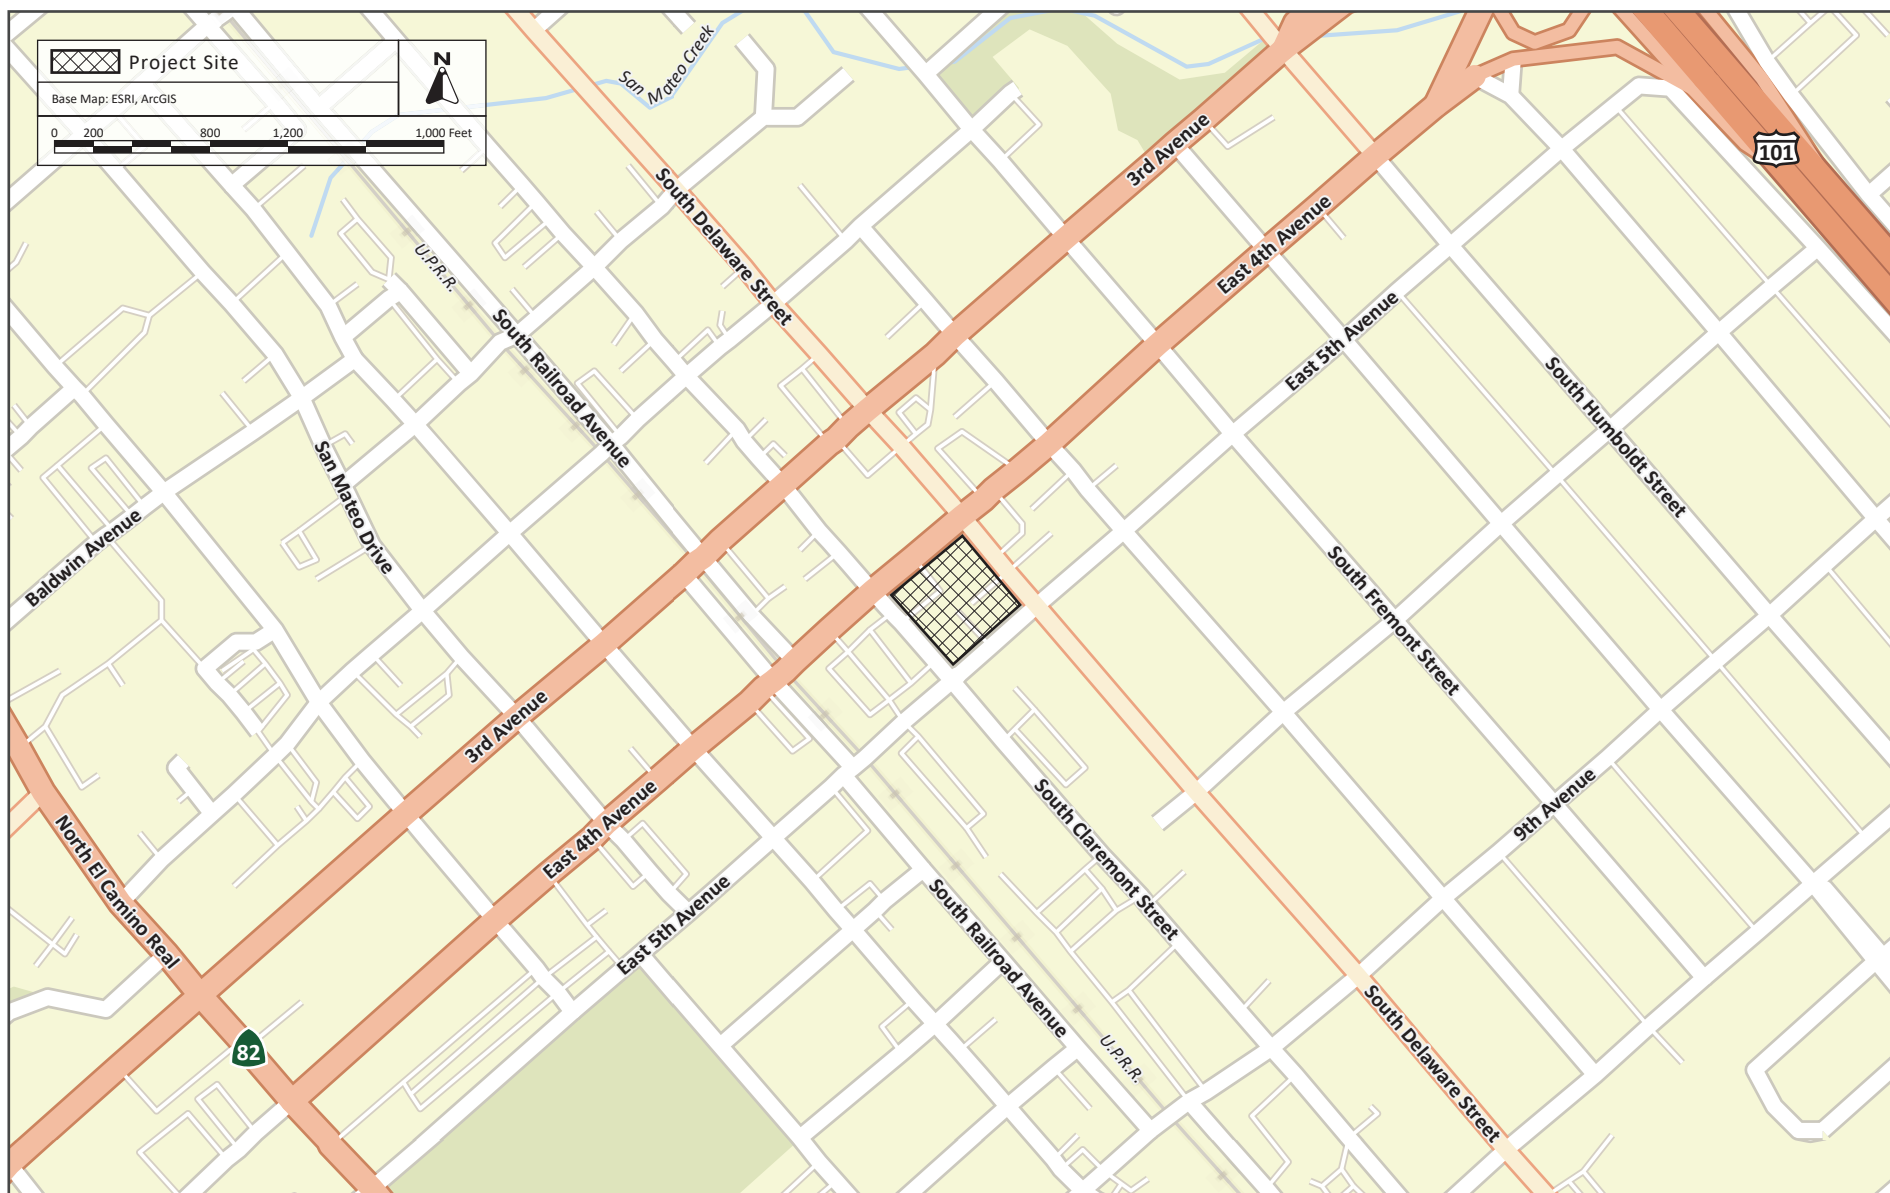 Project Site
N
Base Map: ESRI, ArcGIS
0 200 800 1,200 1,000 Feet
San Mateo Creek
3rd Avenue
101
South Delaware Street
East 4th Avenue
U.P.R.R.
South Railroad Avenue
East 5th Avenue
South Humboldt Street
San Mateo Drive
Baldwin Avenue
South Fremont Street
3rd Avenue
East 4th Avenue
South Claremont Street
9th Avenue
North El Camino Real
East 5th Avenue
South Railroad Avenue
South Delaware Street
U.P.R.R.
82